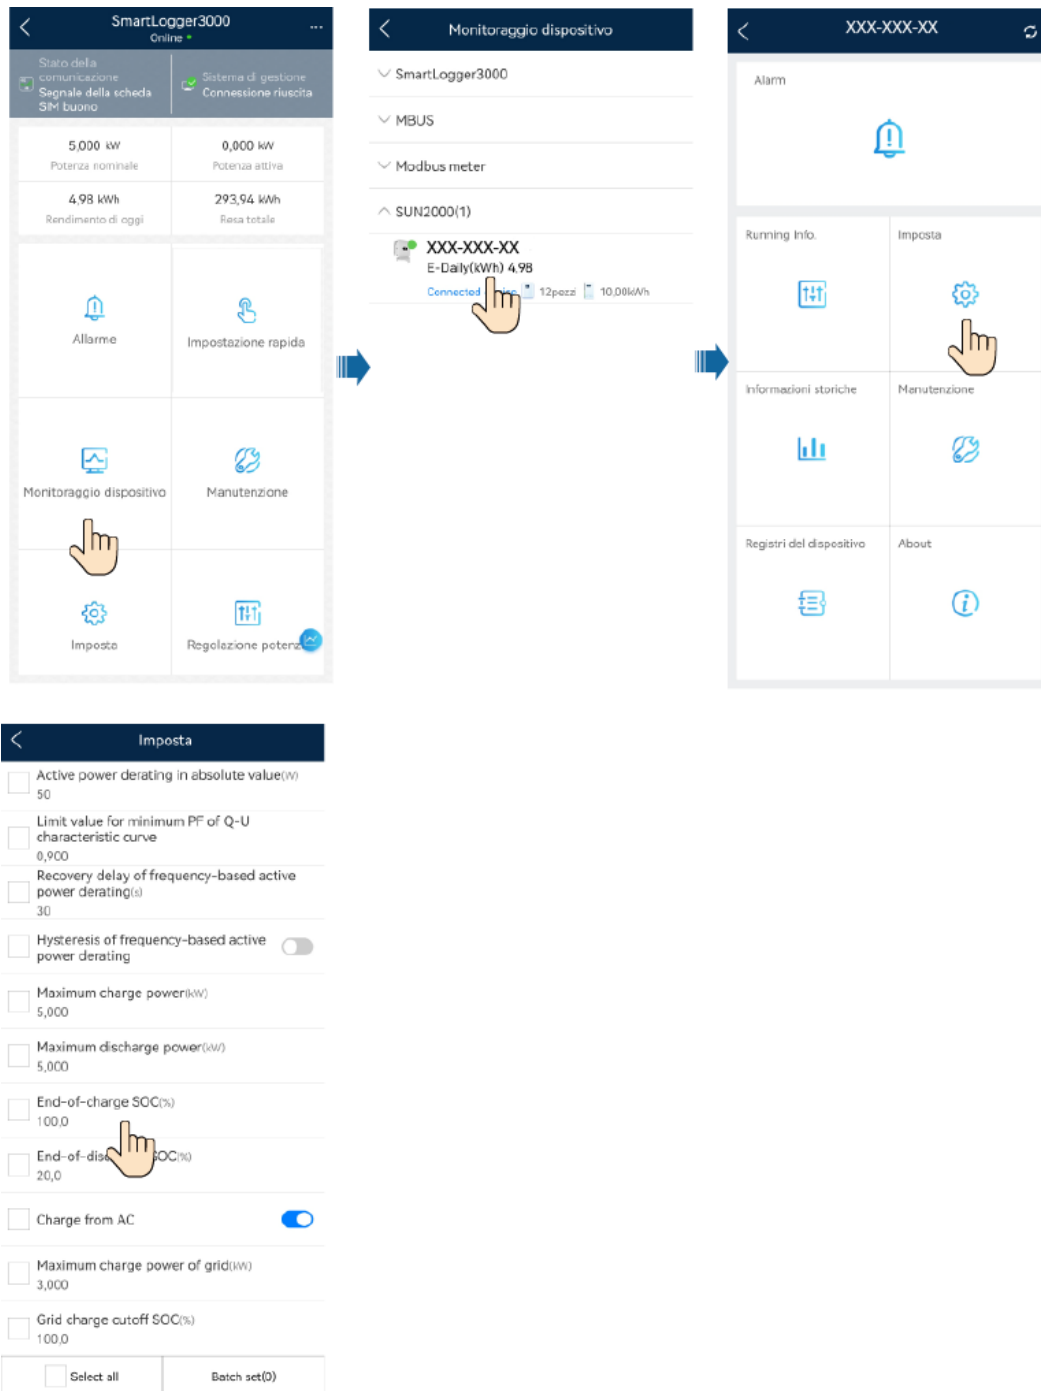 SmartLogger3000
Online
...
Stato della
comunicazione
Segnale della scheda
SIM buono
Sistema di gestione
Connessione riuscita
5,000 kW
Potenza nominale
0,000 kW
Potenza attiva
4,98 kWh
Rendimento di oggi
293,94 kWh
Resa totale
Allarme
Impostazione rapida
Monitoraggio dispositivo
Manutenzione
Imposta
Regolazione potenz
Monitoraggio dispositivo
SmartLogger3000
MBUS
Modbus meter
SUN2000(1)
XXX-XXX-XX
E-Daily(kWh) 4,98
Connected 12pezzi 10,00kWh
XXX-XXX-XX
Alarm
Running Info.
Imposta
Informazioni storiche
Manutenzione
Registri del dispositivo
About
Imposta
Active power derating in absolute value(W)
50
Limit value for minimum PF of Q-U
characteristic curve
0,900
Recovery delay of frequency-based active
power derating(s)
30
Hysteresis of frequency-based active
power derating
Maximum charge power(kW)
5,000
Maximum discharge power(kW)
5,000
End-of-charge SOC(%)
100,0
End-of-dis SOC(%)
20,0
Charge from AC
Maximum charge power of grid(kW)
3,000
Grid charge cutoff SOC(%)
100,0
Select all
Batch set(0)